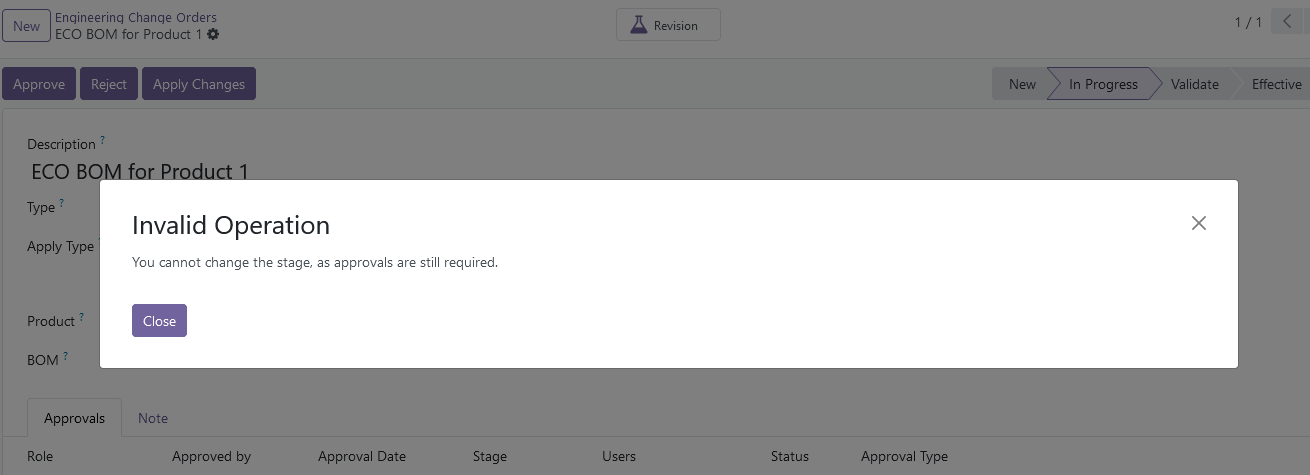 New
Engineering Change Orders
ECO BOM for Product 1
Revision
1 / 1
Approve
Reject
Apply Changes
New
In Progress
Validate
Effective
Description ?
ECO BOM for Product 1
Type ?
Apply Type
Invalid Operation
You cannot change the stage, as approvals are still required.
Close
Product ?
BOM ?
Approvals
Note
Role
Approved by
Approval Date
Stage
Users
Status
Approval Type